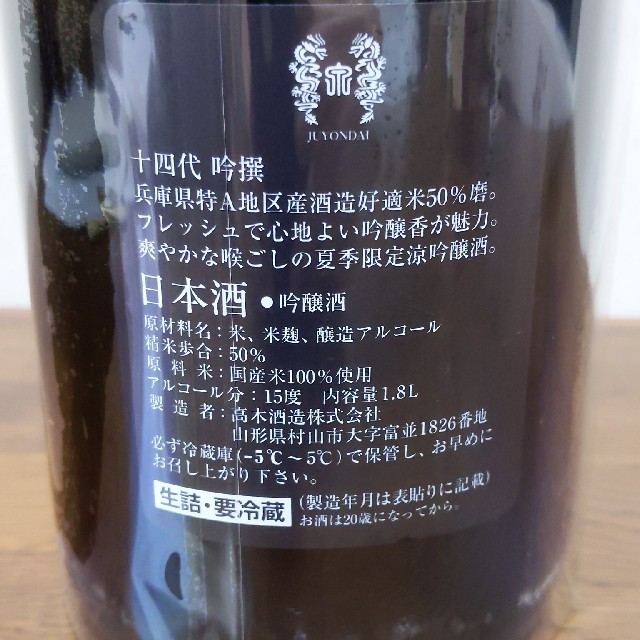 JUYONDAI
十四代 吟撰
兵庫県特A地区産酒造好適米50%磨。
フレッシュで心地よい吟醸香が魅力。
爽やかな喉ごしの夏季限定涼吟醸酒。
日本酒 ● 吟醸酒
原材料名：米、米麹、醸造アルコール
精米歩合：50%
原料米：国産米100%使用
アルコール分：15度 内容量1.8L
製造者：高木酒造株式会社
山形県村山市大字富並1826番地
必ず冷蔵庫(-5℃～5℃)で保管し、お早めに
お召し上がり下さい。
生詰・要冷蔵
(製造年月は表貼りに記載)
お酒は20歳になってから。